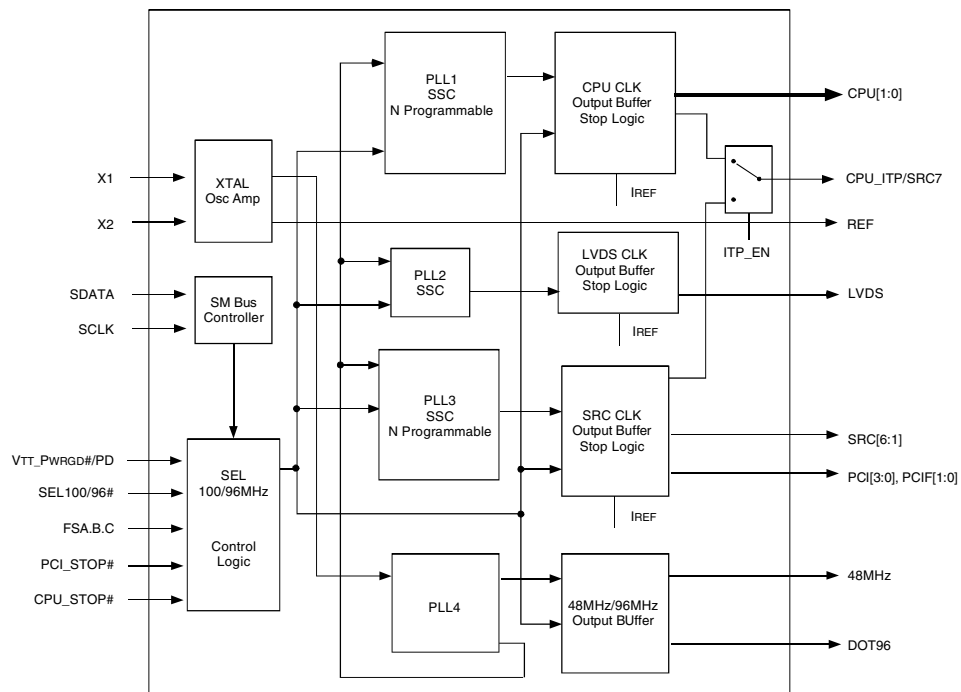 PLL1
SSC
N Programmable
CPU CLK
Output Buffer
Stop Logic
CPU[1:0]
IREF
X1
X2
XTAL
Osc Amp
CPU_ITP/SRC7
REF
ITP_EN
SDATA
SCLK
SM Bus
Controller
PLL2
SSC
LVDS CLK
Output Buffer
Stop Logic
LVDS
IREF
PLL3
SSC
N Programmable
SRC CLK
Output Buffer
Stop Logic
SRC[6:1]
PCI[3:0], PCIF[1:0]
IREF
VTT_PWRGD#/PD
SEL100/96#
FSA.B.C
PCI_STOP#
CPU_STOP#
SEL
100/96MHz
Control
Logic
PLL4
48MHz/96MHz
Output BUffer
48MHz
DOT96